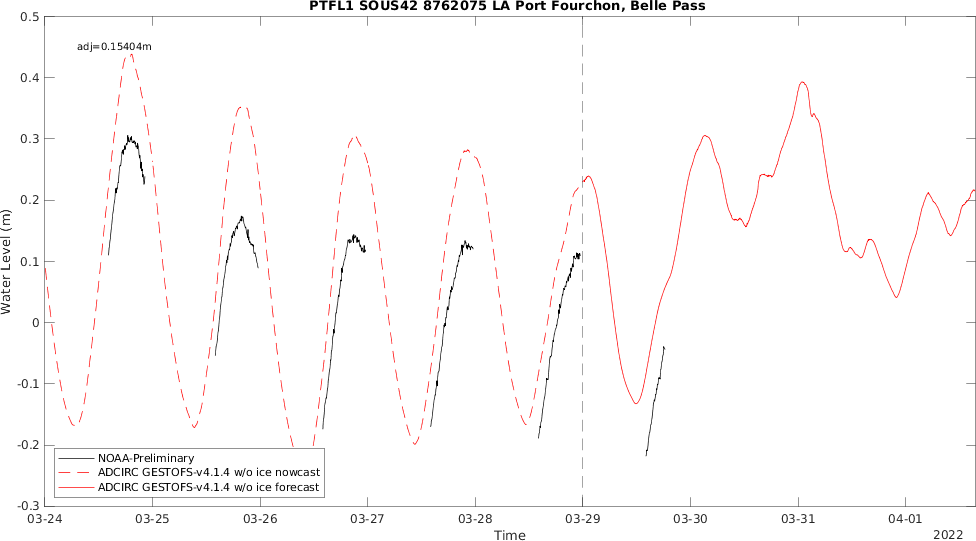 PTFL1 SOUS42 8762075 LA Port Fourchon, Belle Pass
adj=0.15404m
0.5
0.4
0.3
0.2
0.1
0
-0.1
-0.2
-0.3
Water Level (m)
NOAA-Preliminary
ADCIRC GESTOFS-v4.1.4 w/o ice nowcast
ADCIRC GESTOFS-v4.1.4 w/o ice forecast
03-24 03-25 03-26 03-27 03-28 03-29 03-30 03-31 04-01
Time
2022